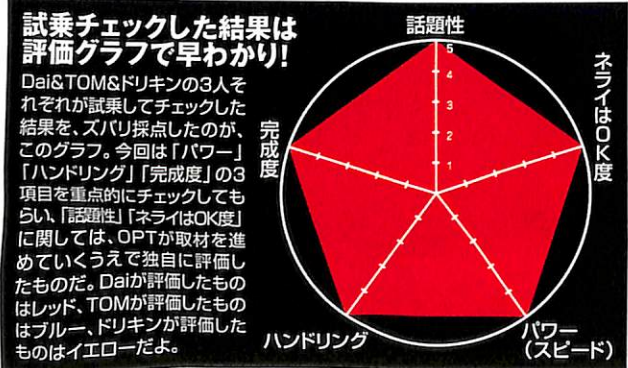 試乗チェックした結果は
評価グラフで早わかり!
Dai&TOM&ドリキンの3人そ
れぞれが試乗してチェックした
結果を、ズバリ採点したのが、
このグラフ。今回は「パワー」
「ハンドリング」「完成度」の3
項目を重点的にチェックしても
らい、「話題性」「ネライはOK度」
に関しては、OPTが取材を進
めていくうえで独自に評価し
たものだ。Daiが評価したもの
はレッド、TOMが評価したもの
はブルー、ドリキンが評価した
ものはイエローだよ。
話題性
5
4
3
2
1
ネライはOK度
完成度
ハンドリング
パワー
(スピード)